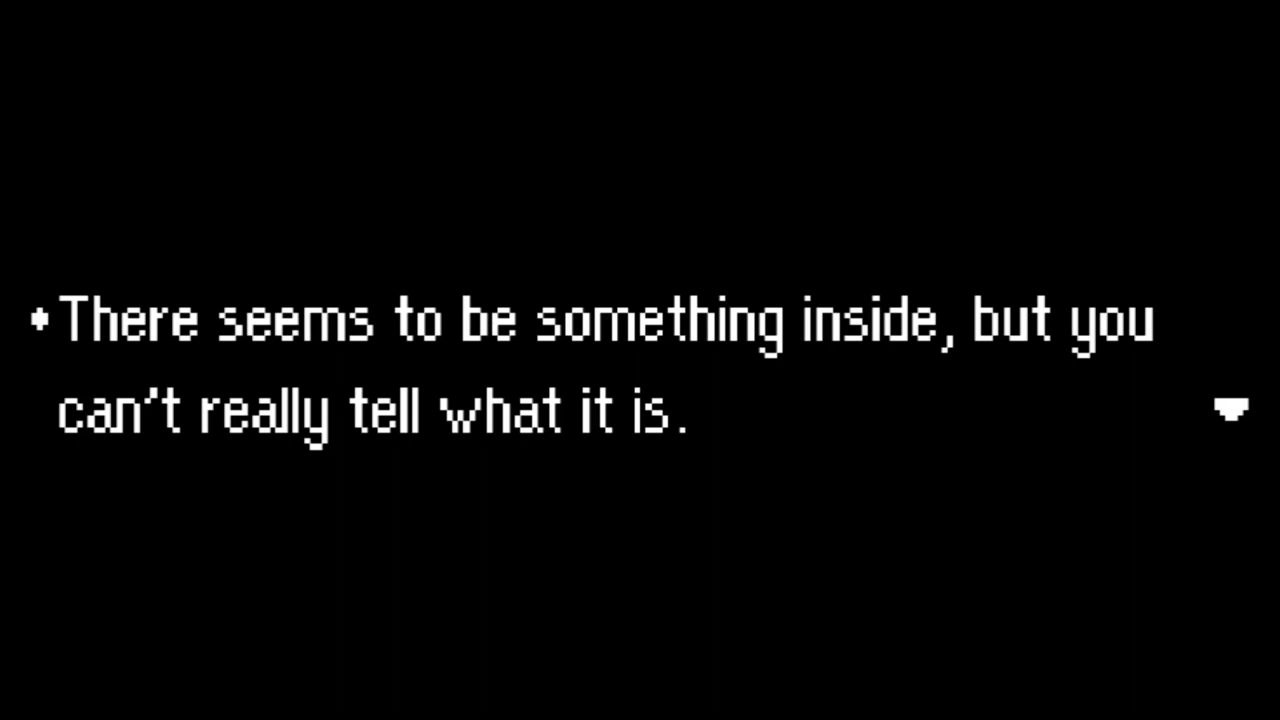 •There seems to be something inside, but you
can't really tell what it is.